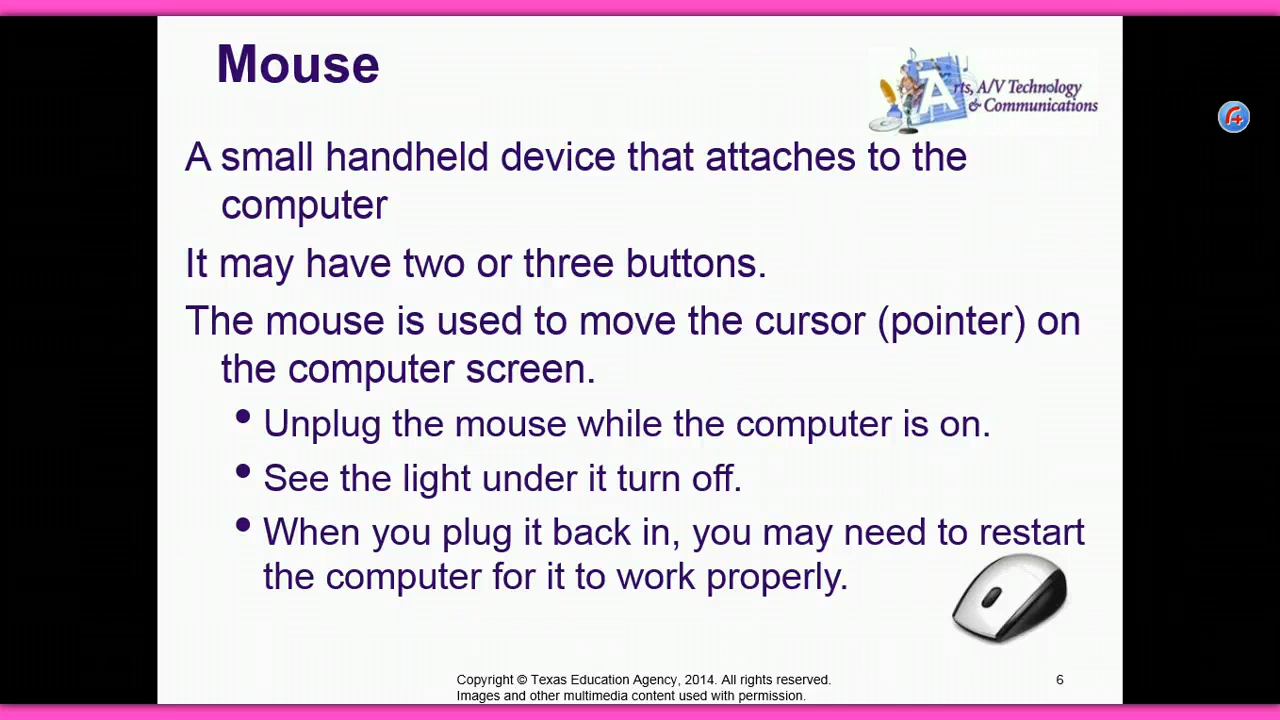 Mouse
Arts, A/V Technology
& Communications
A small handheld device that attaches to the
computer
It may have two or three buttons.
The mouse is used to move the cursor (pointer) on
the computer screen.
• Unplug the mouse while the computer is on.
• See the light under it turn off.
• When you plug it back in, you may need to restart
the computer for it to work properly.
Copyright © Texas Education Agency, 2014. All rights reserved.
Images and other multimedia content used with permission.
6